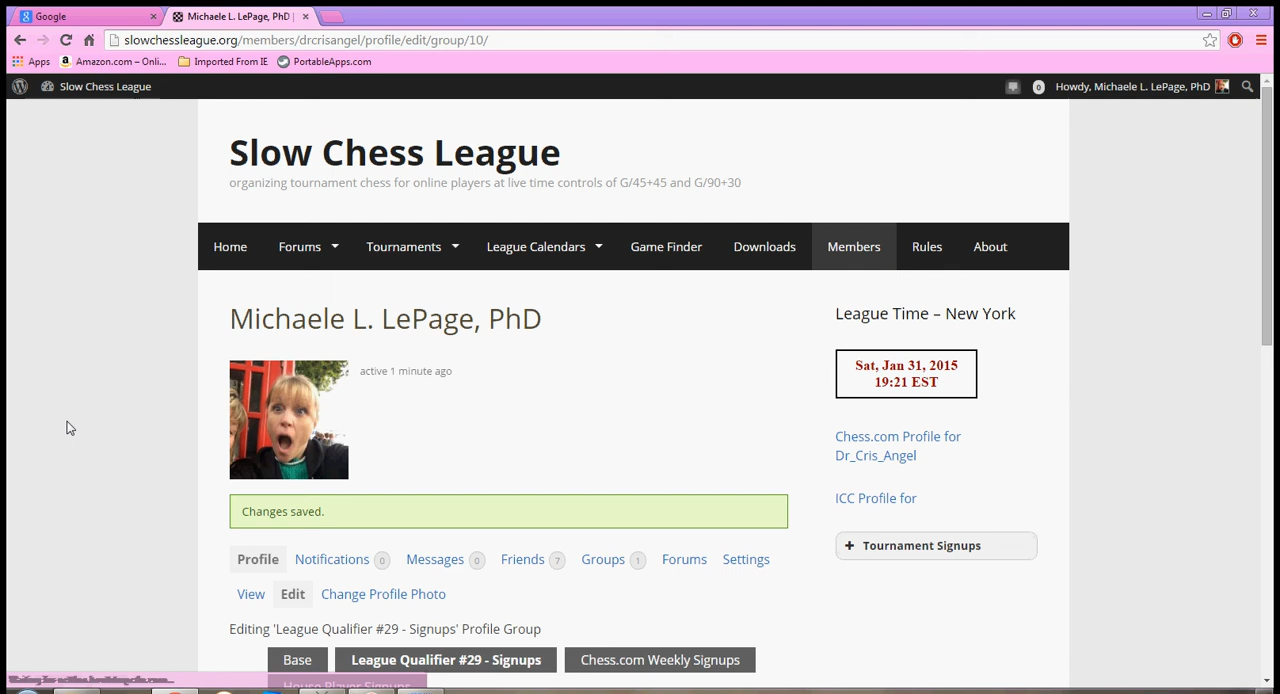 Google
Michaele L. LePage, PhD |
slowchessleague.org/members/drcrisangel/profile/edit/group/10/
Apps Amazon.com – Onli... Imported From IE PortableApps.com
Slow Chess League 0 Howdy, Michaele L. LePage, PhD
Slow Chess League
organizing tournament chess for online players at live time controls of G/45+45 and G/90+30
Home Forums Tournaments League Calendars Game Finder Downloads Members Rules About
Michaele L. LePage, PhD
active 1 minute ago
Changes saved.
Profile Notifications 0 Messages 0 Friends 7 Groups 1 Forums Settings
View Edit Change Profile Photo
Editing 'League Qualifier #29 - Signups' Profile Group
Base League Qualifier #29 - Signups Chess.com Weekly Signups
House Player Signups
League Time – New York
Sat, Jan 31, 2015
19:21 EST
Chess.com Profile for
Dr_Cris_Angel
ICC Profile for
+ Tournament Signups